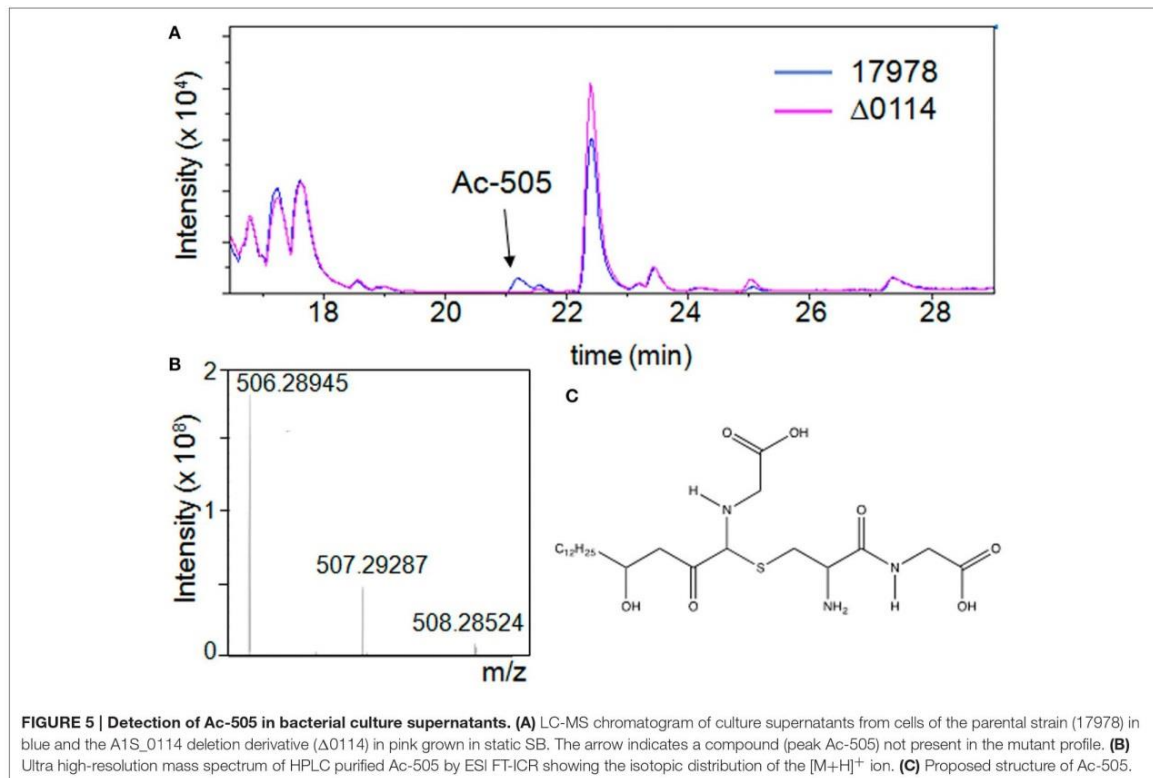 A
Intensity (x 10⁴)
17978
Δ0114
Ac-505
18 20 22 24 26 28
time (min)
B
Intensity (x 10⁸)
2
1
0
506.28945
507.29287
508.28524
m/z
C
O OH
H
N O
C₁₂H₂₅ S N O
OH O NH₂ H OH
FIGURE 5 | Detection of Ac-505 in bacterial culture supernatants. (A) LC-MS chromatogram of culture supernatants from cells of the parental strain (17978) in
blue and the A1S_0114 deletion derivative (Δ0114) in pink grown in static SB. The arrow indicates a compound (peak Ac-505) not present in the mutant profile. (B)
Ultra high-resolution mass spectrum of HPLC purified Ac-505 by ESI FT-ICR showing the isotopic distribution of the [M+H]⁺ ion. (C) Proposed structure of Ac-505.